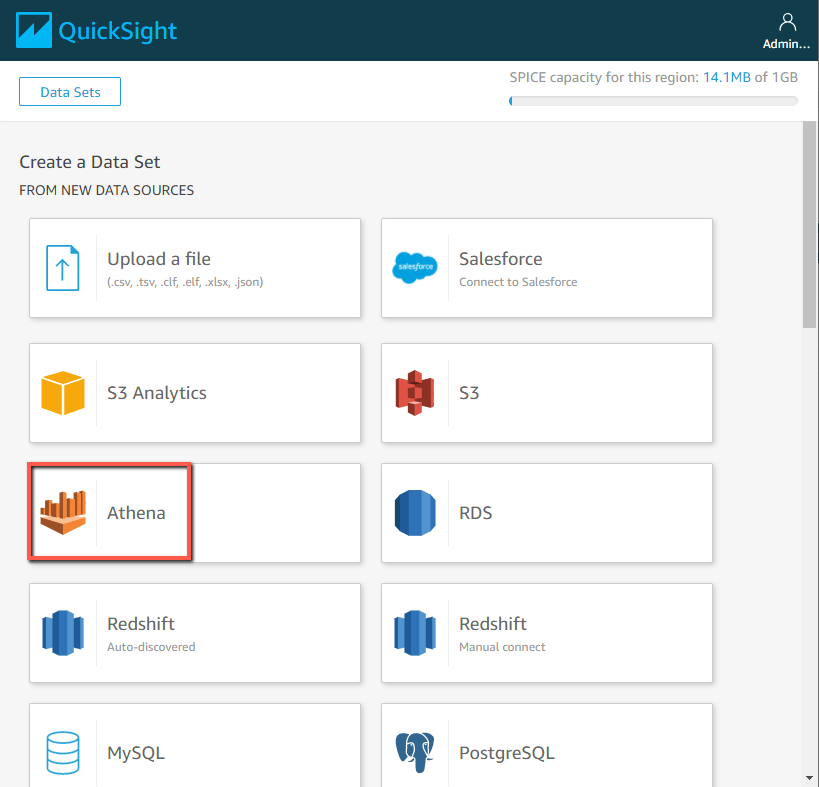 QuickSight
Admin...
Data Sets
SPICE capacity for this region: 14.1MB of 1GB
Create a Data Set
FROM NEW DATA SOURCES
Upload a file
(.csv, .tsv, .clf, .elf, .xlsx, .json)
salesforce
Salesforce
Connect to Salesforce
S3 Analytics
S3
Athena
RDS
Redshift
Auto-discovered
Redshift
Manual connect
MySQL
PostgreSQL